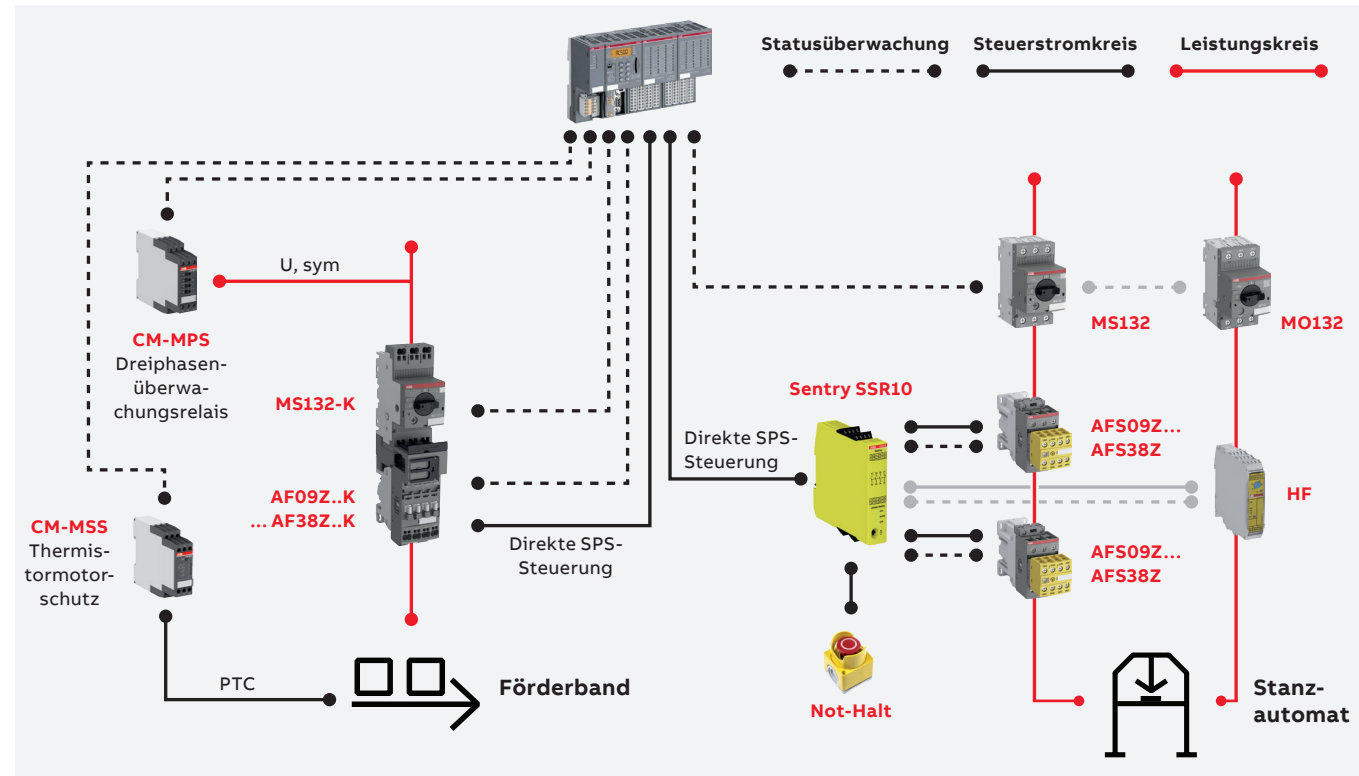 Statusüberwachung
Steuerstromkreis
Leistungskreis
U, sym
CM-MPS
Dreiphasen-
überwa-
chungsrelais
MS132-K
AF09Z..K
... AF38Z..K
Direkte SPS-
Steuerung
CM-MSS
Thermis-
tormotor-
schutz
PTC
Förderband
Direkte SPS-
Steuerung
Sentry SSR10
Not-Halt
MS132
MO132
AFS09Z...
AFS38Z
HF
AFS09Z...
AFS38Z
Stanz-
automat